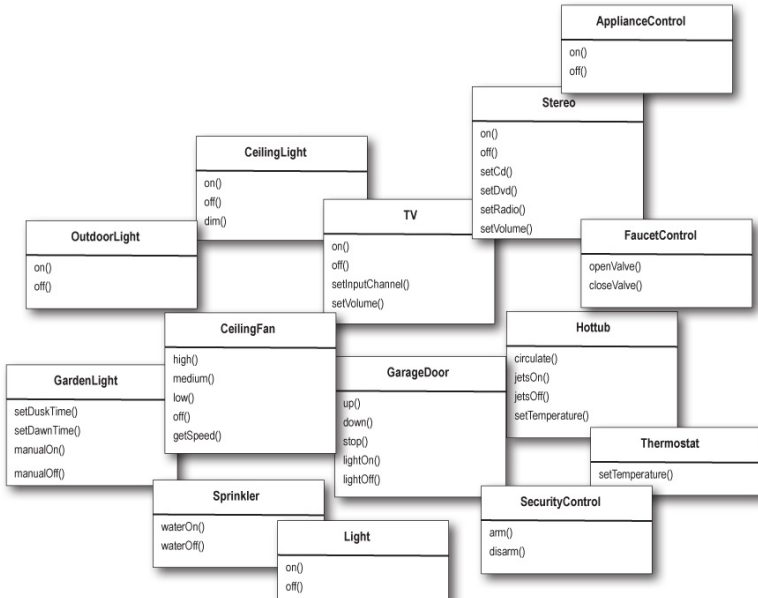 ApplianceControl
on()
off()
Stereo
on()
off()
setCd()
setDvd()
setRadio()
setVolume()
CeilingLight
on()
off()
dim()
TV
on()
off()
setInputChannel()
setVolume()
OutdoorLight
on()
off()
FaucetControl
openValve()
closeValve()
CeilingFan
high()
medium()
low()
off()
getSpeed()
Hottub
circulate()
jetsOn()
jetsOff()
setTemperature()
GardenLight
setDuskTime()
setDawnTime()
manualOn()
manualOff()
GarageDoor
up()
down()
stop()
lightOn()
lightOff()
Thermostat
setTemperature()
Sprinkler
waterOn()
waterOff()
SecurityControl
arm()
disarm()
Light
on()
off()